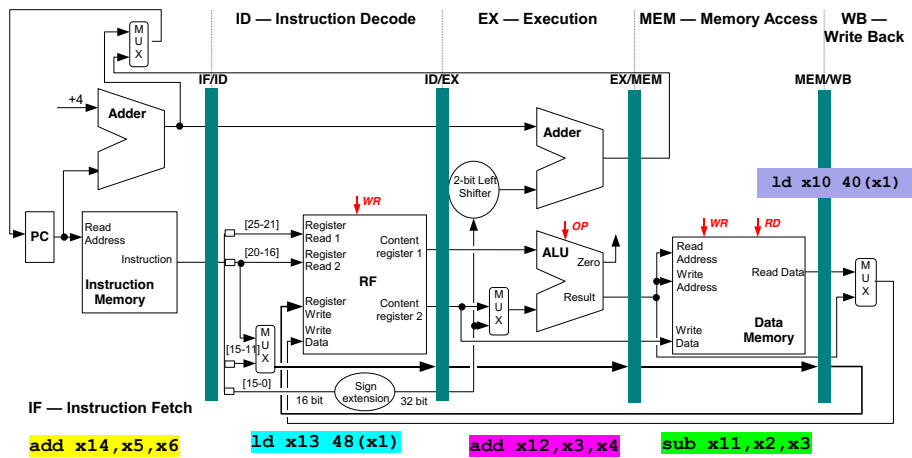 ID — Instruction Decode
EX — Execution
MEM — Memory Access
WB —
Write Back
M
U
X
IF/ID
ID/EX
EX/MEM
MEM/WB
+4
Adder
Adder
2-bit Left
Shifter
ld x10 40(x1)
PC
Read
Address
Instruction
Instruction
Memory
[25-21]
[20-16]
[15-11]
[15-0]
WR
Register
Read 1
Register
Read 2
Register
Write
Write
Data
RF
Content
register 1
Content
register 2
M
U
X
16 bit
Sign
extension
32 bit
M
U
X
OP
ALU
Zero
Result
WR
RD
Read
Address
Write
Address
Write
Data
Read Data
Data
Memory
M
U
X
IF — Instruction Fetch
add x14,x5,x6
ld x13 48(x1)
add x12,x3,x4
sub x11,x2,x3